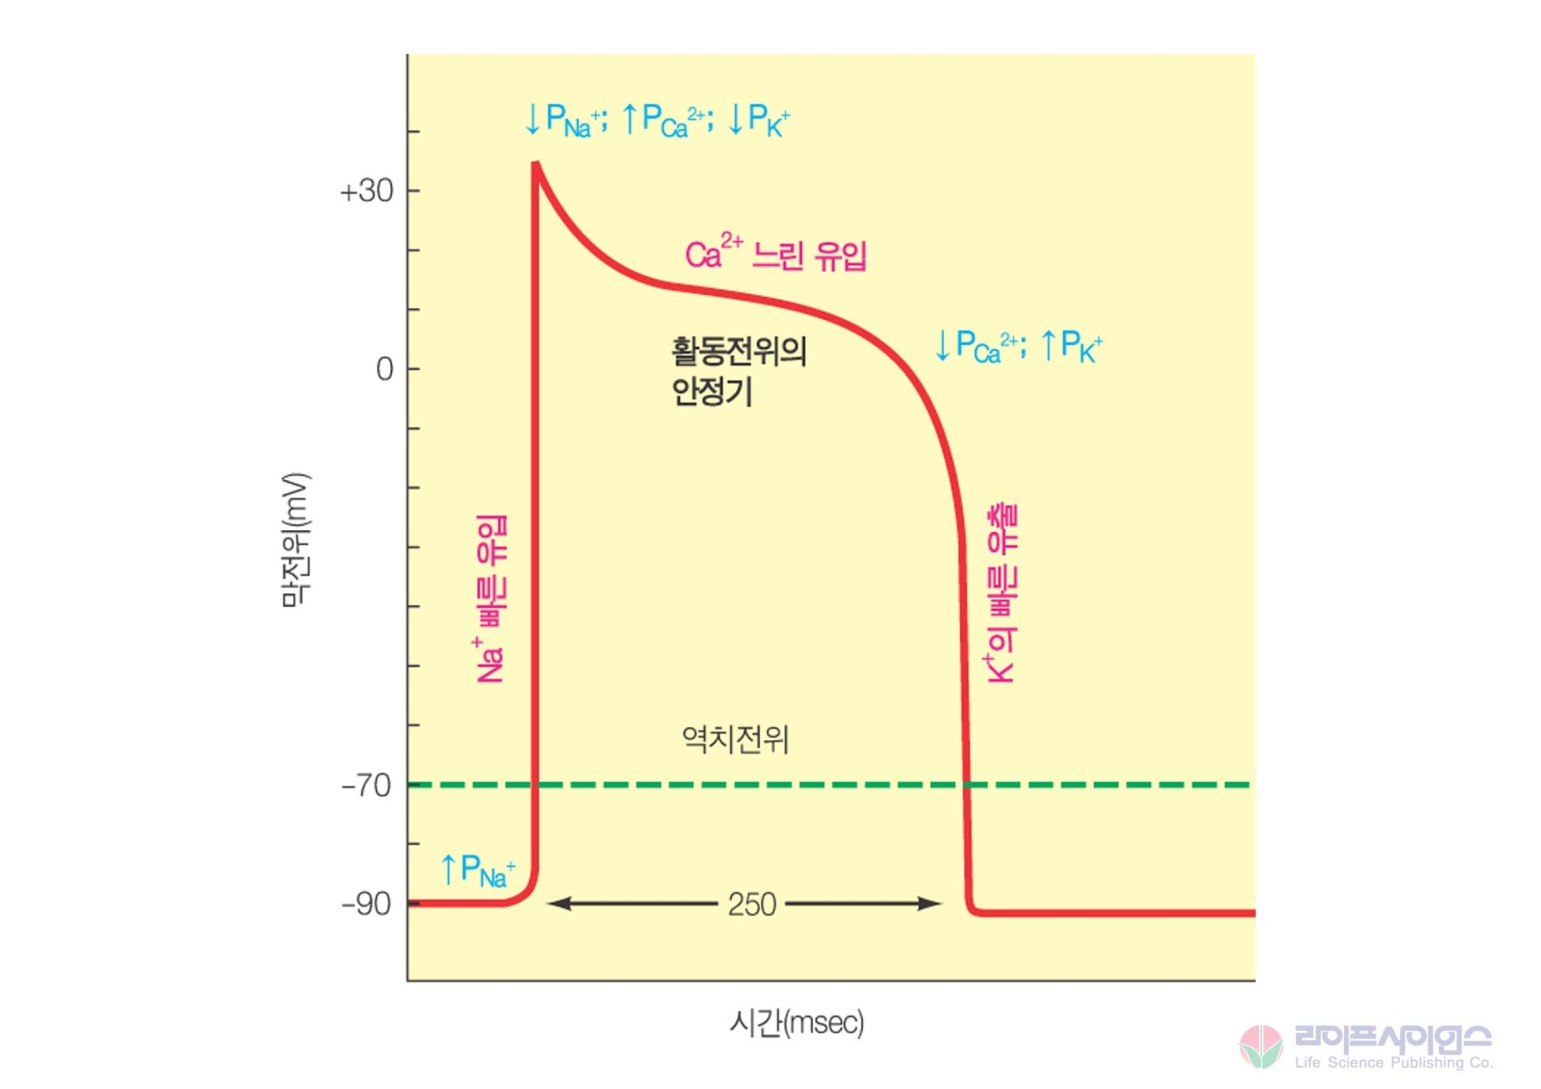 ↓PNa+; ↑PCa2+; ↓PK+
+30
Ca2+ 느린 유입
활동전위의
안정기
↓PCa2+; ↑PK+
0
막전위(mV)
Na+ 빠른 유입
K+의 빠른 유출
역치전위
-70
↑PNa+
-90
250
시간(msec)
라이프사이언스
Life Science Publishing Co.